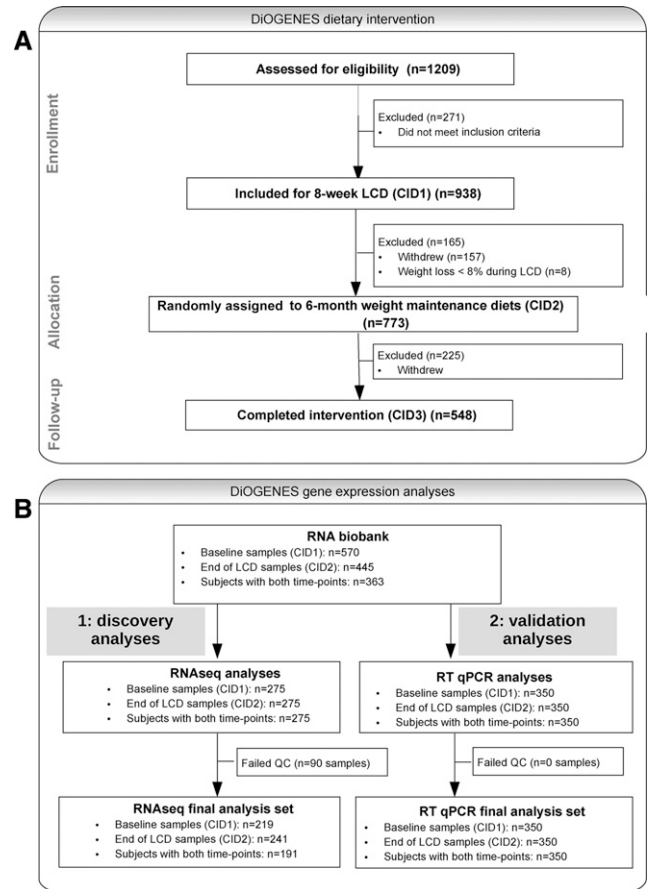 DiOGENES dietary intervention
A
Enrollment
Assessed for eligibility (n=1209)
Excluded (n=271)
• Did not meet inclusion criteria
Included for 8-week LCD (CID1) (n=938)
Excluded (n=165)
• Withdrew (n=157)
• Weight loss < 8% during LCD (n=8)
Allocation
Randomly assigned to 6-month weight maintenance diets (CID2)
(n=773)
Excluded (n=225)
• Withdrew
Follow-up
Completed intervention (CID3) (n=548)
DiOGENES gene expression analyses
B
RNA biobank
• Baseline samples (CID1): n=570
• End of LCD samples (CID2): n=445
• Subjects with both time-points: n=363
1: discovery
analyses
2: validation
analyses
RNAseq analyses
• Baseline samples (CID1): n=275
• End of LCD samples (CID2): n=275
• Subjects with both time-points: n=275
RT qPCR analyses
• Baseline samples (CID1): n=350
• End of LCD samples (CID2): n=350
• Subjects with both time-points: n=350
Failed QC (n=90 samples)
Failed QC (n=0 samples)
RNAseq final analysis set
• Baseline samples (CID1): n=219
• End of LCD samples (CID2): n=241
• Subjects with both time-points: n=191
RT qPCR final analysis set
• Baseline samples (CID1): n=350
• End of LCD samples (CID2): n=350
• Subjects with both time-points: n=350